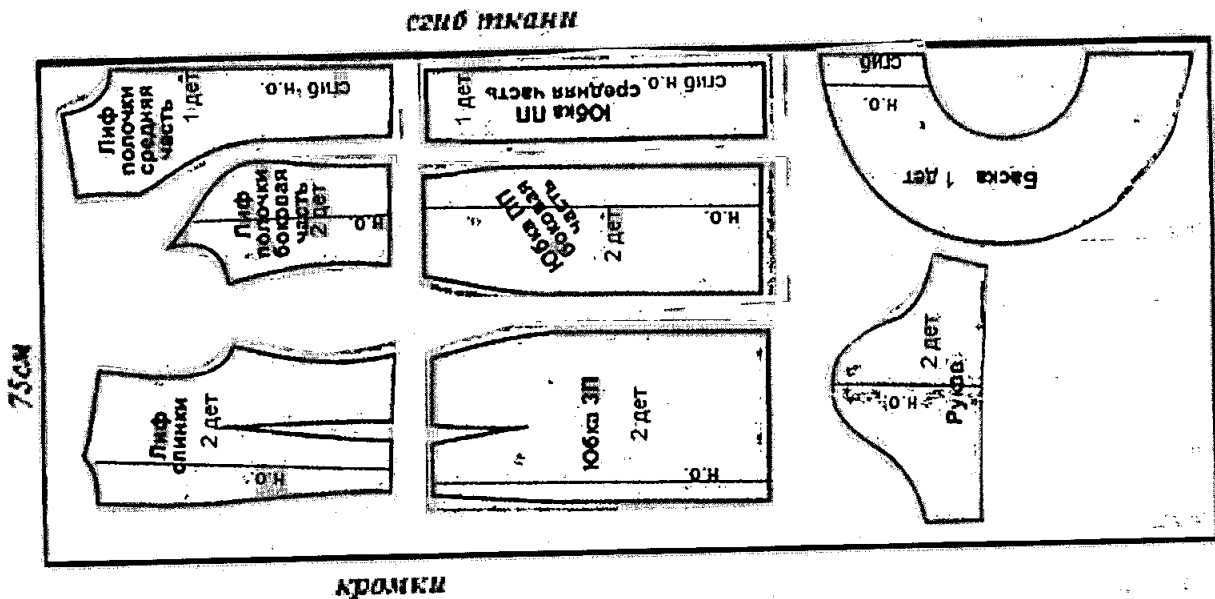 сгиб ткани
75см
Лиф
полочки
средняя
часть
1 дет
сгиб н.о.
Юбка ПП
средняя часть
1 дет
сгиб н.о.
сгиб
н.о.
Баска 1 дет
Лиф
полочки
боковая
часть
2 дет
н.о.
Юбка ПП
боковая
часть
2 дет
н.о.
Лиф
спинки
2 дет
н.о.
Юбка ЗП
2 дет
н.о.
Рукав
2 дет
н.о.
кромки